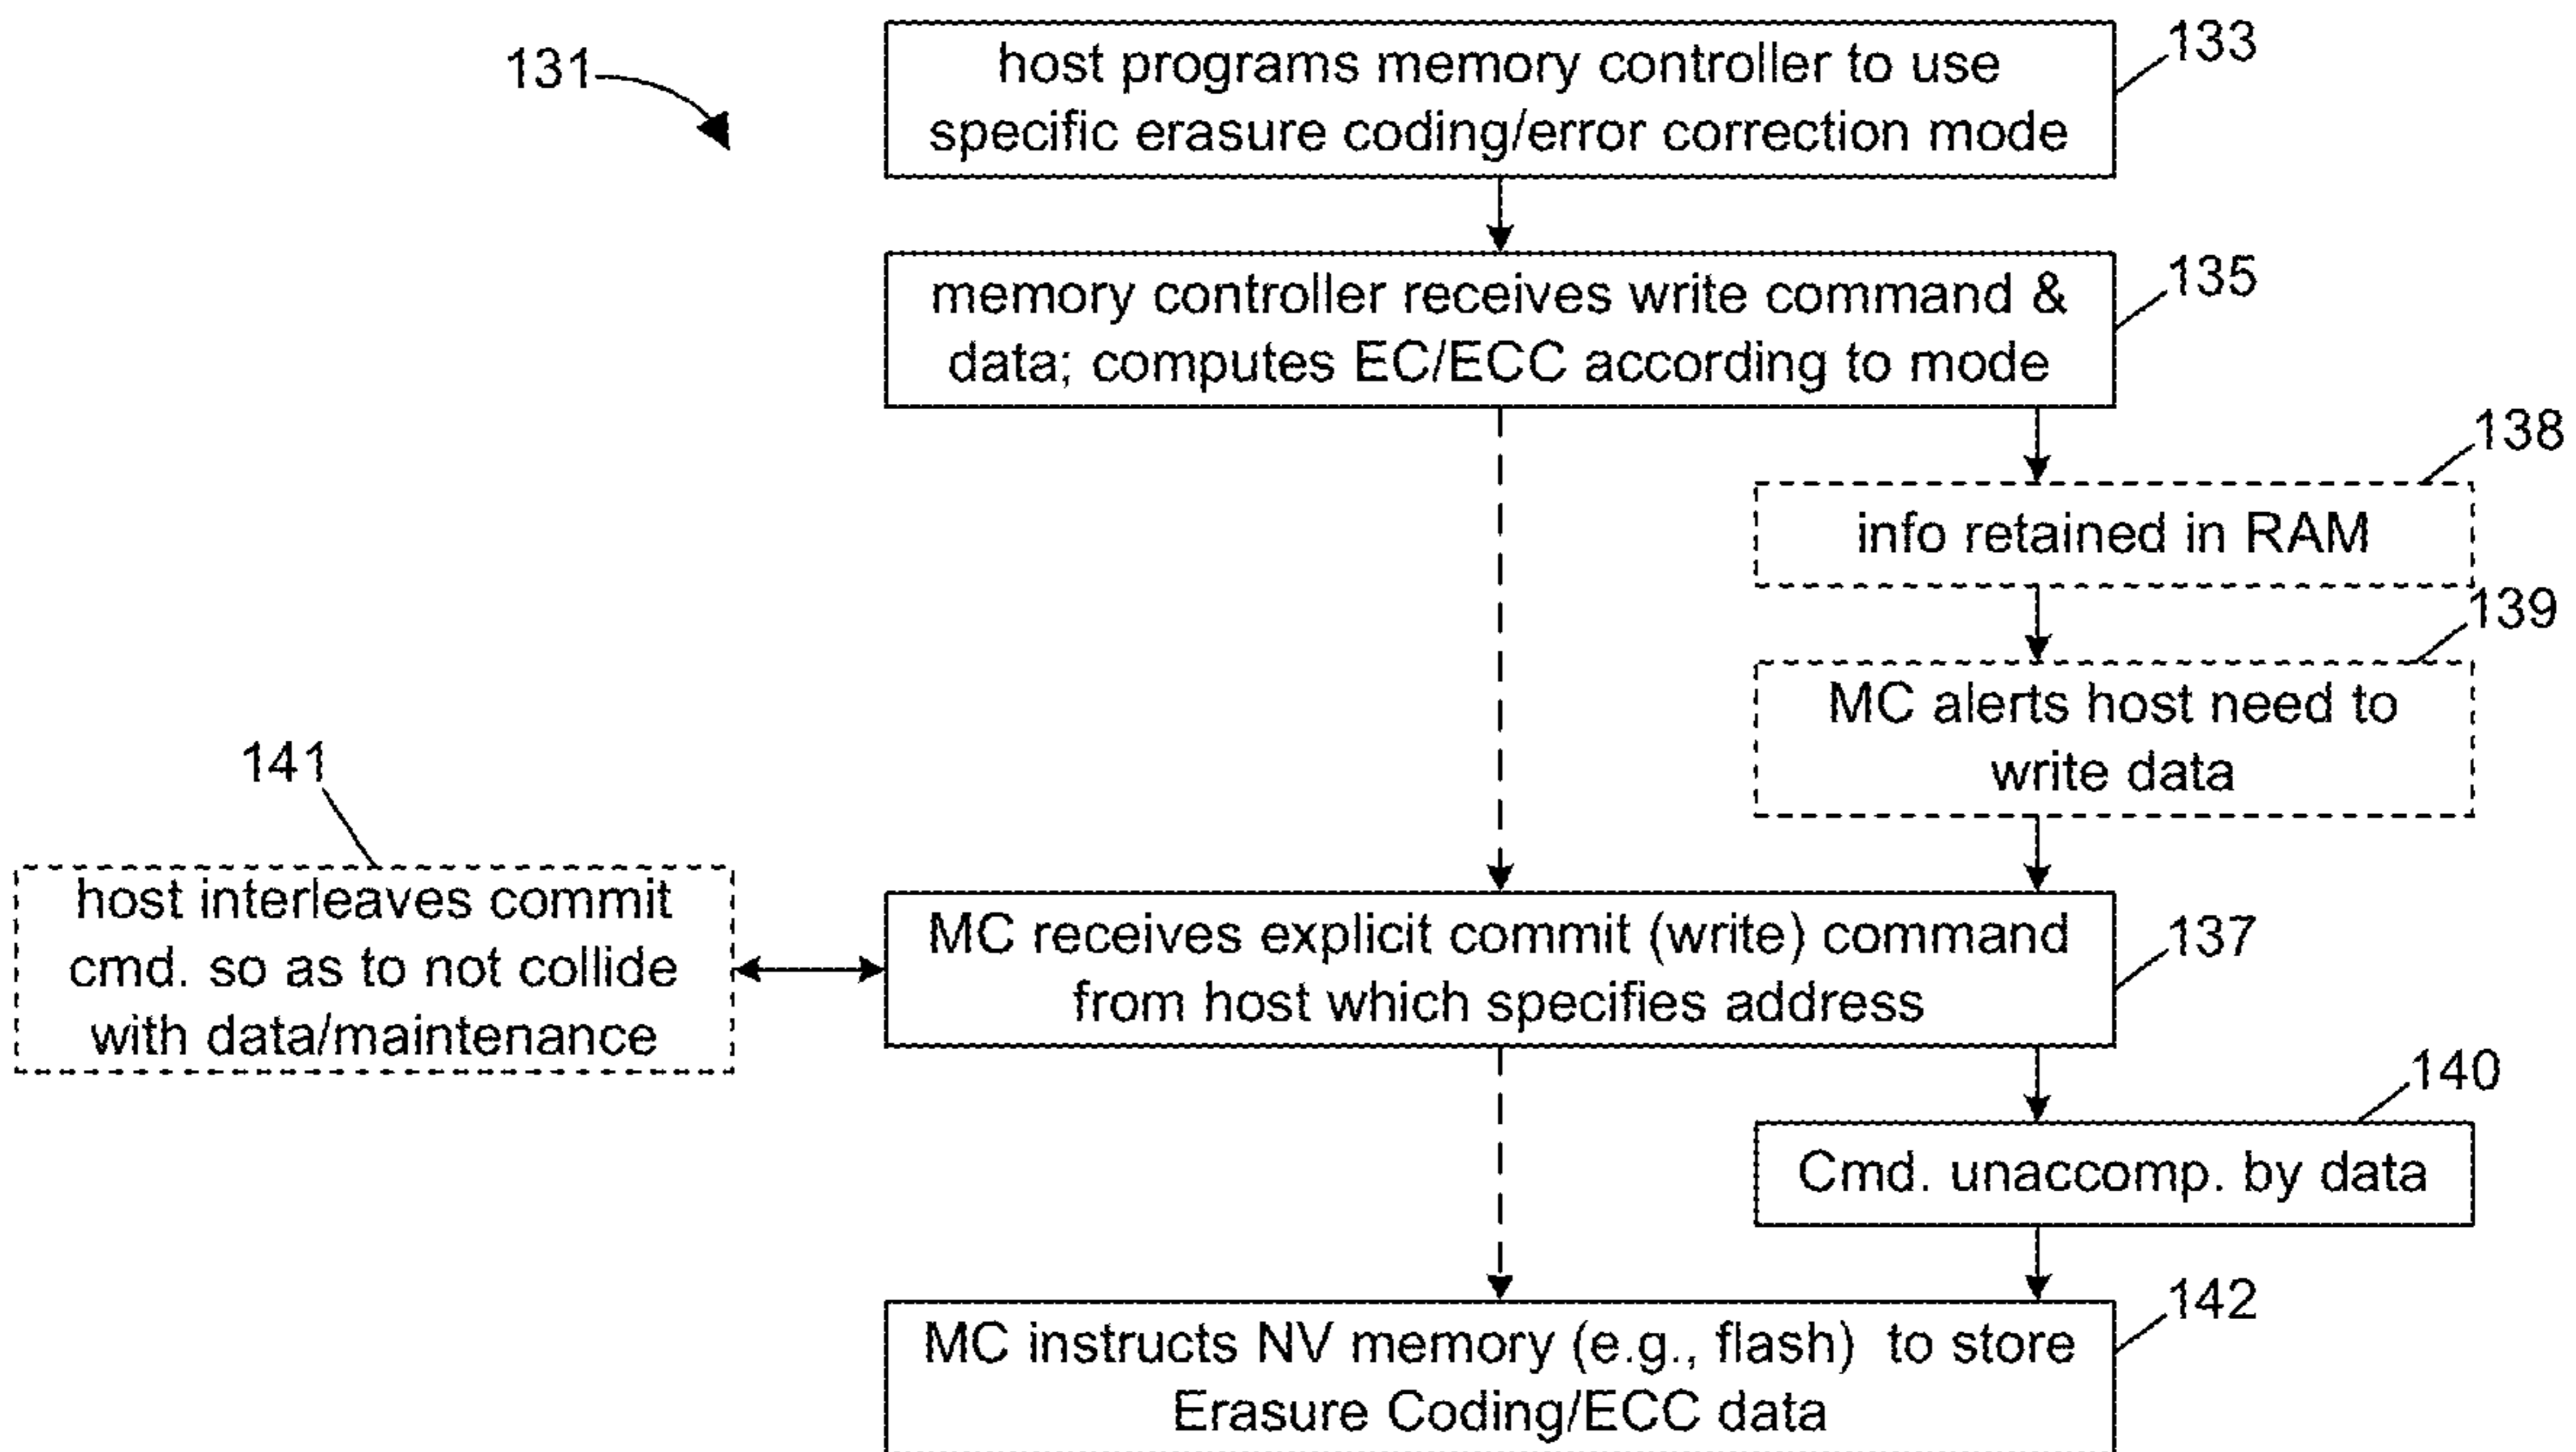 131
host programs memory controller to use
specific erasure coding/error correction mode
133
memory controller receives write command &
data; computes EC/ECC according to mode
135
138
info retained in RAM
139
MC alerts host need to
write data
141
host interleaves commit
cmd. so as to not collide
with data/maintenance
MC receives explicit commit (write) command
from host which specifies address
137
140
Cmd. unaccomp. by data
142
MC instructs NV memory (e.g., flash) to store
Erasure Coding/ECC data